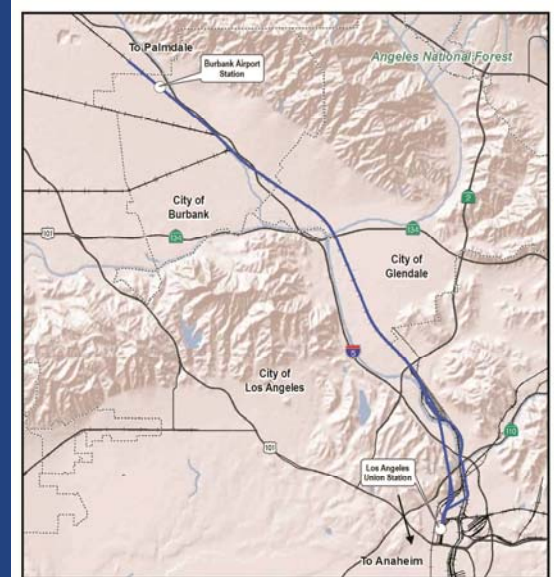 To Palmdale
Burbank Airport
Station
Angeles National Forest
City of
Burbank
2
101
134
134
City of
Glendale
5
City of
Los Angeles
110
101
Los Angeles
Union Station
To Anaheim